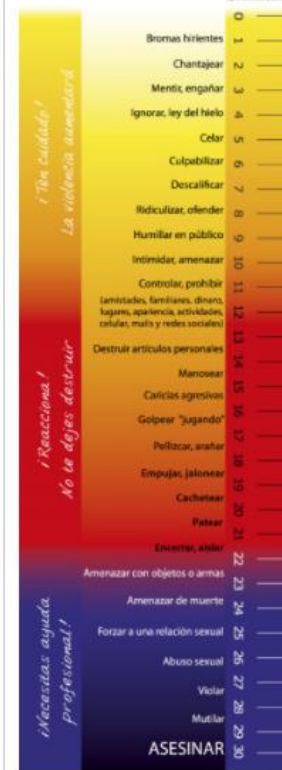 0
Bromas hirientes 1
Chantajear 2
Mentir, engañar 3
Ignorar, ley del hielo 4
Celar 5
Culpabilizar 6
Descalificar 7
Ridiculizar, ofender 8
Humillar en público 9
Intimidar, amenazar 10
Controlar, prohibir 11
(amistades, familiares, dinero,
lugares, apariencia, actividades, 12
celular, mails y redes sociales)
13
Destruir artículos personales
14
Manosear
15
Caricias agresivas
16
Golpear "jugando"
17
Pellizcar, arañar
18
Empujar, jalonear
19
Cachetear
20
Patear
21
Encerrar, aislar
22
Amenazar con objetos o armas
23
Amenazar de muerte 24
Forzar a una relación sexual 25
Abuso sexual 26
Violar 27
Mutilar 28
29
ASESINAR 30
¡Ten cuidado!
La violencia aumentará
¡Reacciona!
No te dejes destruir
¡Necesitas ayuda
profesional!